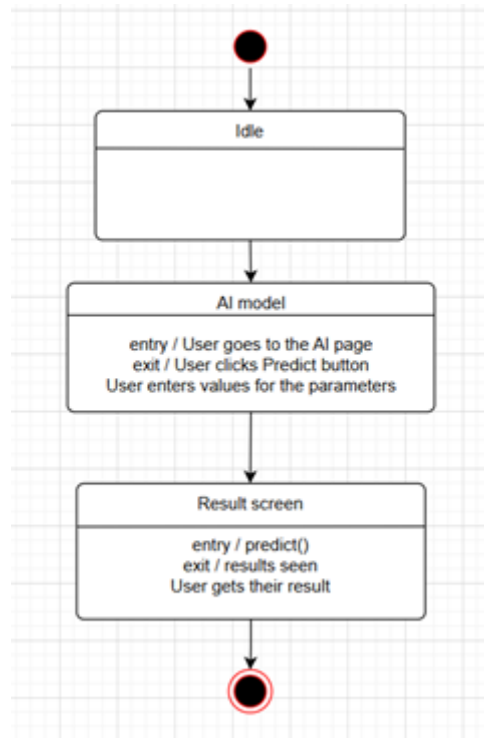 Idle
AI model
entry / User goes to the AI page
exit / User clicks Predict button
User enters values for the parameters
Result screen
entry / predict()
exit / results seen
User gets their result